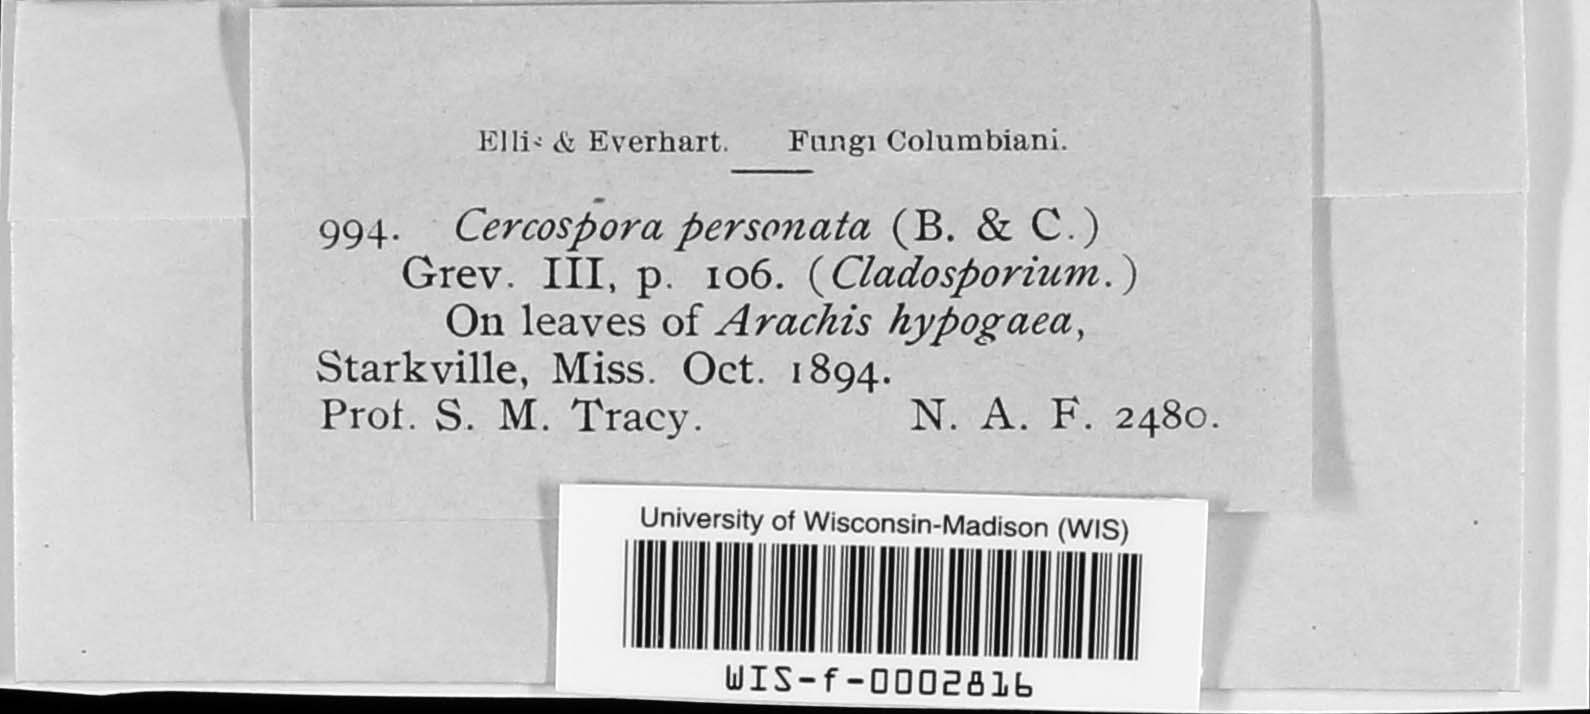 Ellis & Everhart. Fungi Columbiani.
994. Cercospora personata (B. & C.)
Grev. III, p. 106. (Cladosporium.)
On leaves of Arachis hypogaea,
Starkville, Miss. Oct. 1894.
Prof. S. M. Tracy. N. A. F. 2480.
University of Wisconsin-Madison (WIS)
WIS-f-0002816